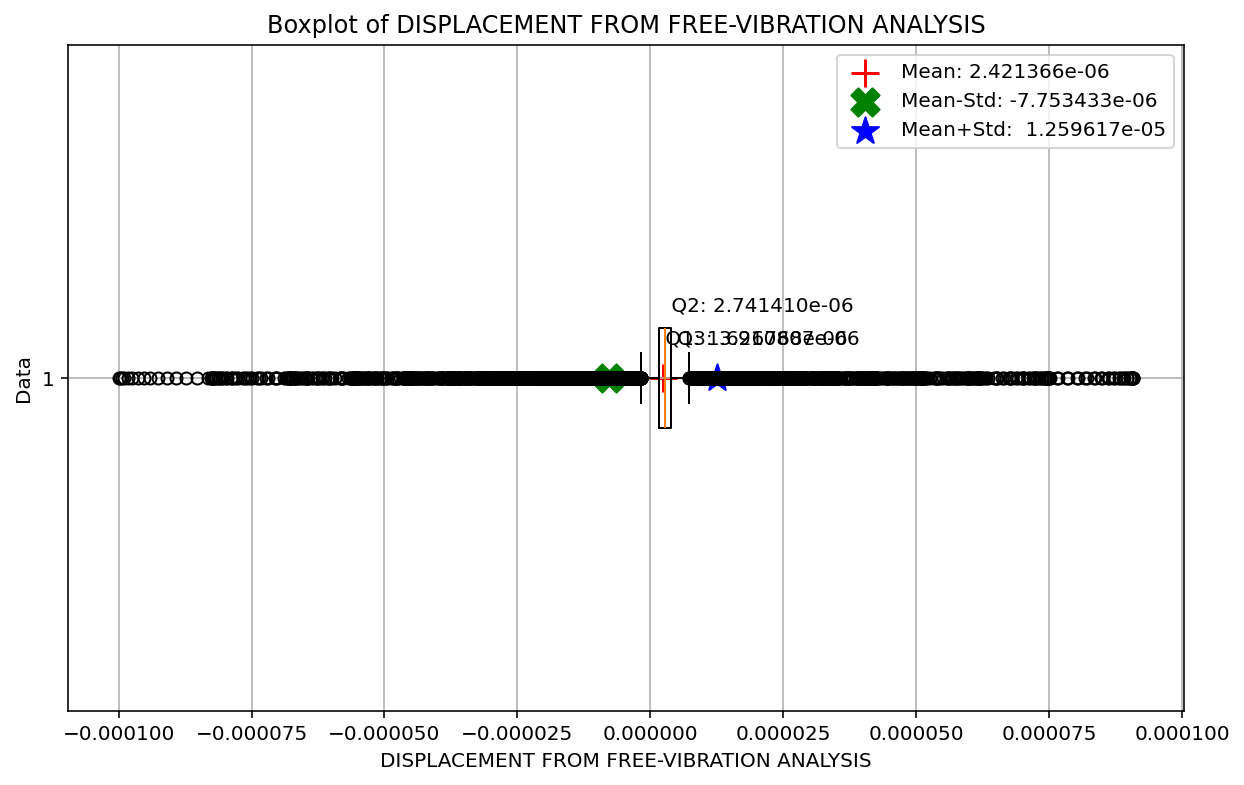 Boxplot of DISPLACEMENT FROM FREE-VIBRATION ANALYSIS
Mean: 2.421366e-06
Mean-Std: -7.753433e-06
Mean+Std: 1.259617e-05
Q2: 2.741410e-06
Data
1
−0.000100
−0.000075
−0.000050
−0.000025
0.000000
0.000025
0.000050
0.000075
0.000100
DISPLACEMENT FROM FREE-VIBRATION ANALYSIS